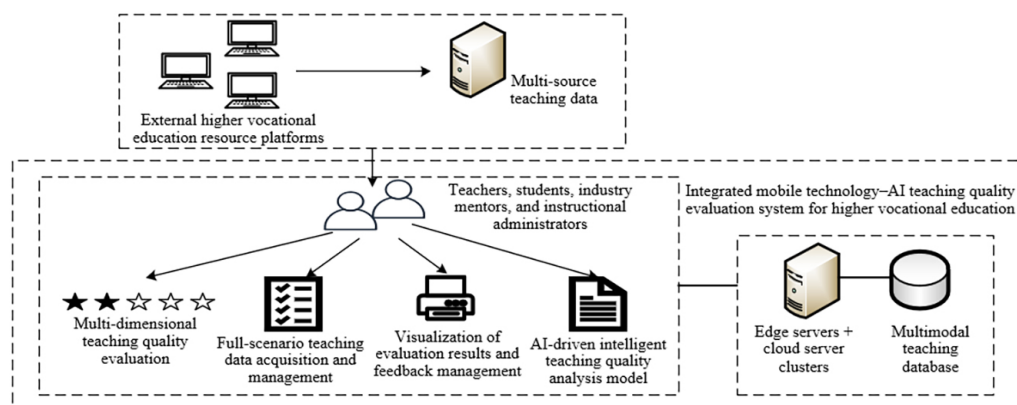 External higher vocational
education resource platforms
Multi-source
teaching data
Teachers, students, industry
mentors, and instructional
administrators
Integrated mobile technology–AI teaching quality
evaluation system for higher vocational education
Multi-dimensional
teaching quality
evaluation
Full-scenario teaching
data acquisition and
management
Visualization of
evaluation results and
feedback management
AI-driven intelligent
teaching quality
analysis model
Edge servers +
cloud server
clusters
Multimodal
teaching
database